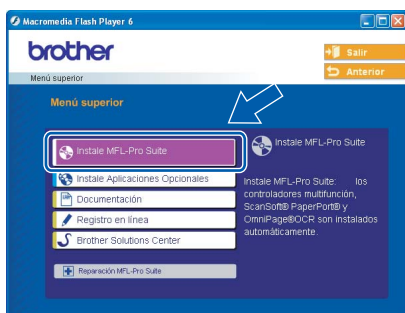 Macromedia Flash Player 6
brother
Salir
Anterior
Menú superior
Menú superior
Instale MFL-Pro Suite
Instale Aplicaciones Opcionales
Documentación
Registro en línea
Brother Solutions Center
Reparación MFL-Pro Suite
Instale MFL-Pro Suite
Instale MFL-Pro Suite: los
controladores multifunción,
ScanSoft® PaperPort® y
OmniPage®OCR son instalados
automáticamente.